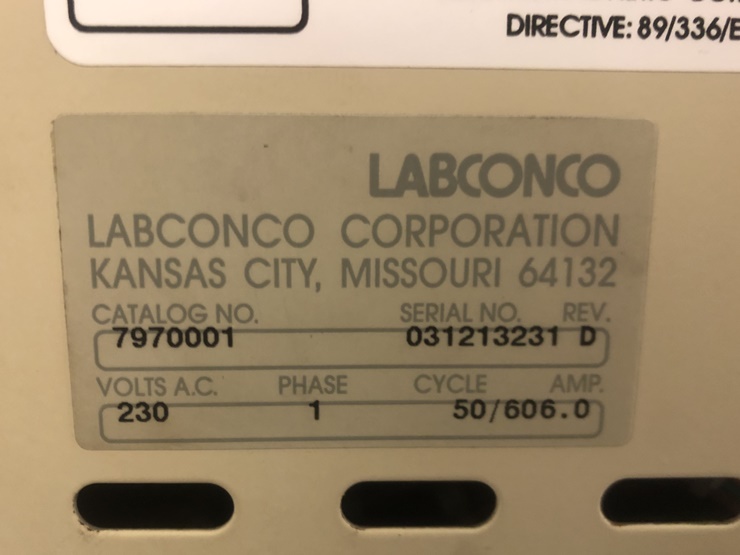 DIRECTIVE: 89/336/E
LABCONCO
LABCONCO CORPORATION
KANSAS CITY, MISSOURI 64132
CATALOG NO. SERIAL NO. REV.
7970001 031213231 D
VOLTS A.C. PHASE CYCLE AMP.
230 1 50/606.0